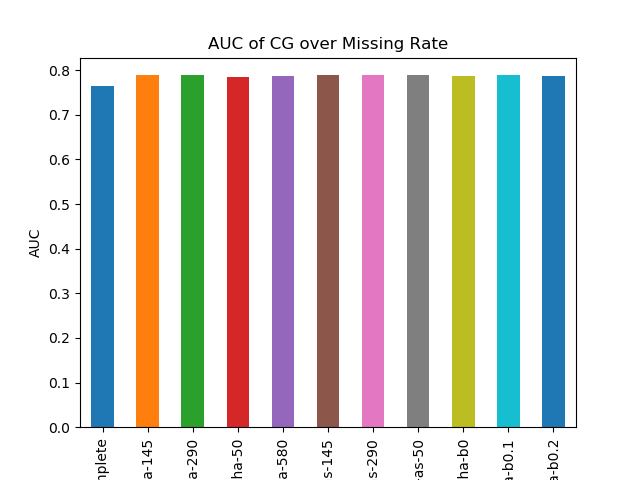 AUC of CG over Missing Rate
AUC
0.8
0.7
0.6
0.5
0.4
0.3
0.2
0.1
0.0
nplete
a-145
a-290
ha-50
a-580
s-145
s-290
-as-50
ha-b0
a-b0.1
a-b0.2